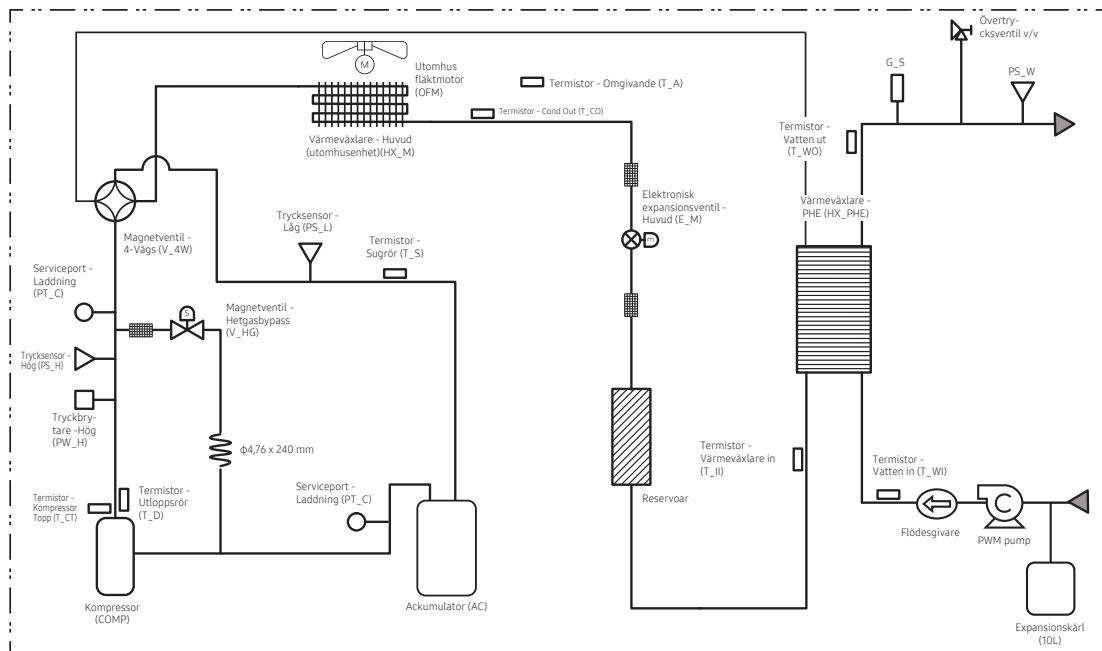 Övertry-
cksventil v/v
G_S
PS_W
M
Utomhus
fläktmotor
(OFM)
Termistor - Omgivande (T_A)
Termistor - Cond Out (T_CO)
Värmeväxlare - Huvud
(utomhusenhet)(HX_M)
Termistor -
Vatten ut
(T_WO)
Elektronisk
expansionsventil -
Huvud (E_M)
E
Värmeväxlare -
PHE (HX_PHE)
Magnetventil -
4-Vägs (V_4W)
Trycksensor -
Låg (PS_L)
Termistor -
Sugrör (T_S)
Serviceport -
Laddning
(PT_C)
S
Magnetventil -
Hetgasbypass
(V_HG)
Trycksensor -
Hög (PS_H)
Tryckbry-
tare -Hög
(PW_H)
ф4,76 x 240 mm
Termistor -
Värmeväxlare in
(T_II)
Termistor -
Vatten in (T_WI)
Termistor -
Kompressor
Topp (T_CT)
Termistor -
Utloppsrör
(T_D)
Serviceport -
Laddning (PT_C)
Reservoar
C
Flödesgivare
PWM pump
Kompressor
(COMP)
Ackumulator (AC)
Expansionskärl
(10L)